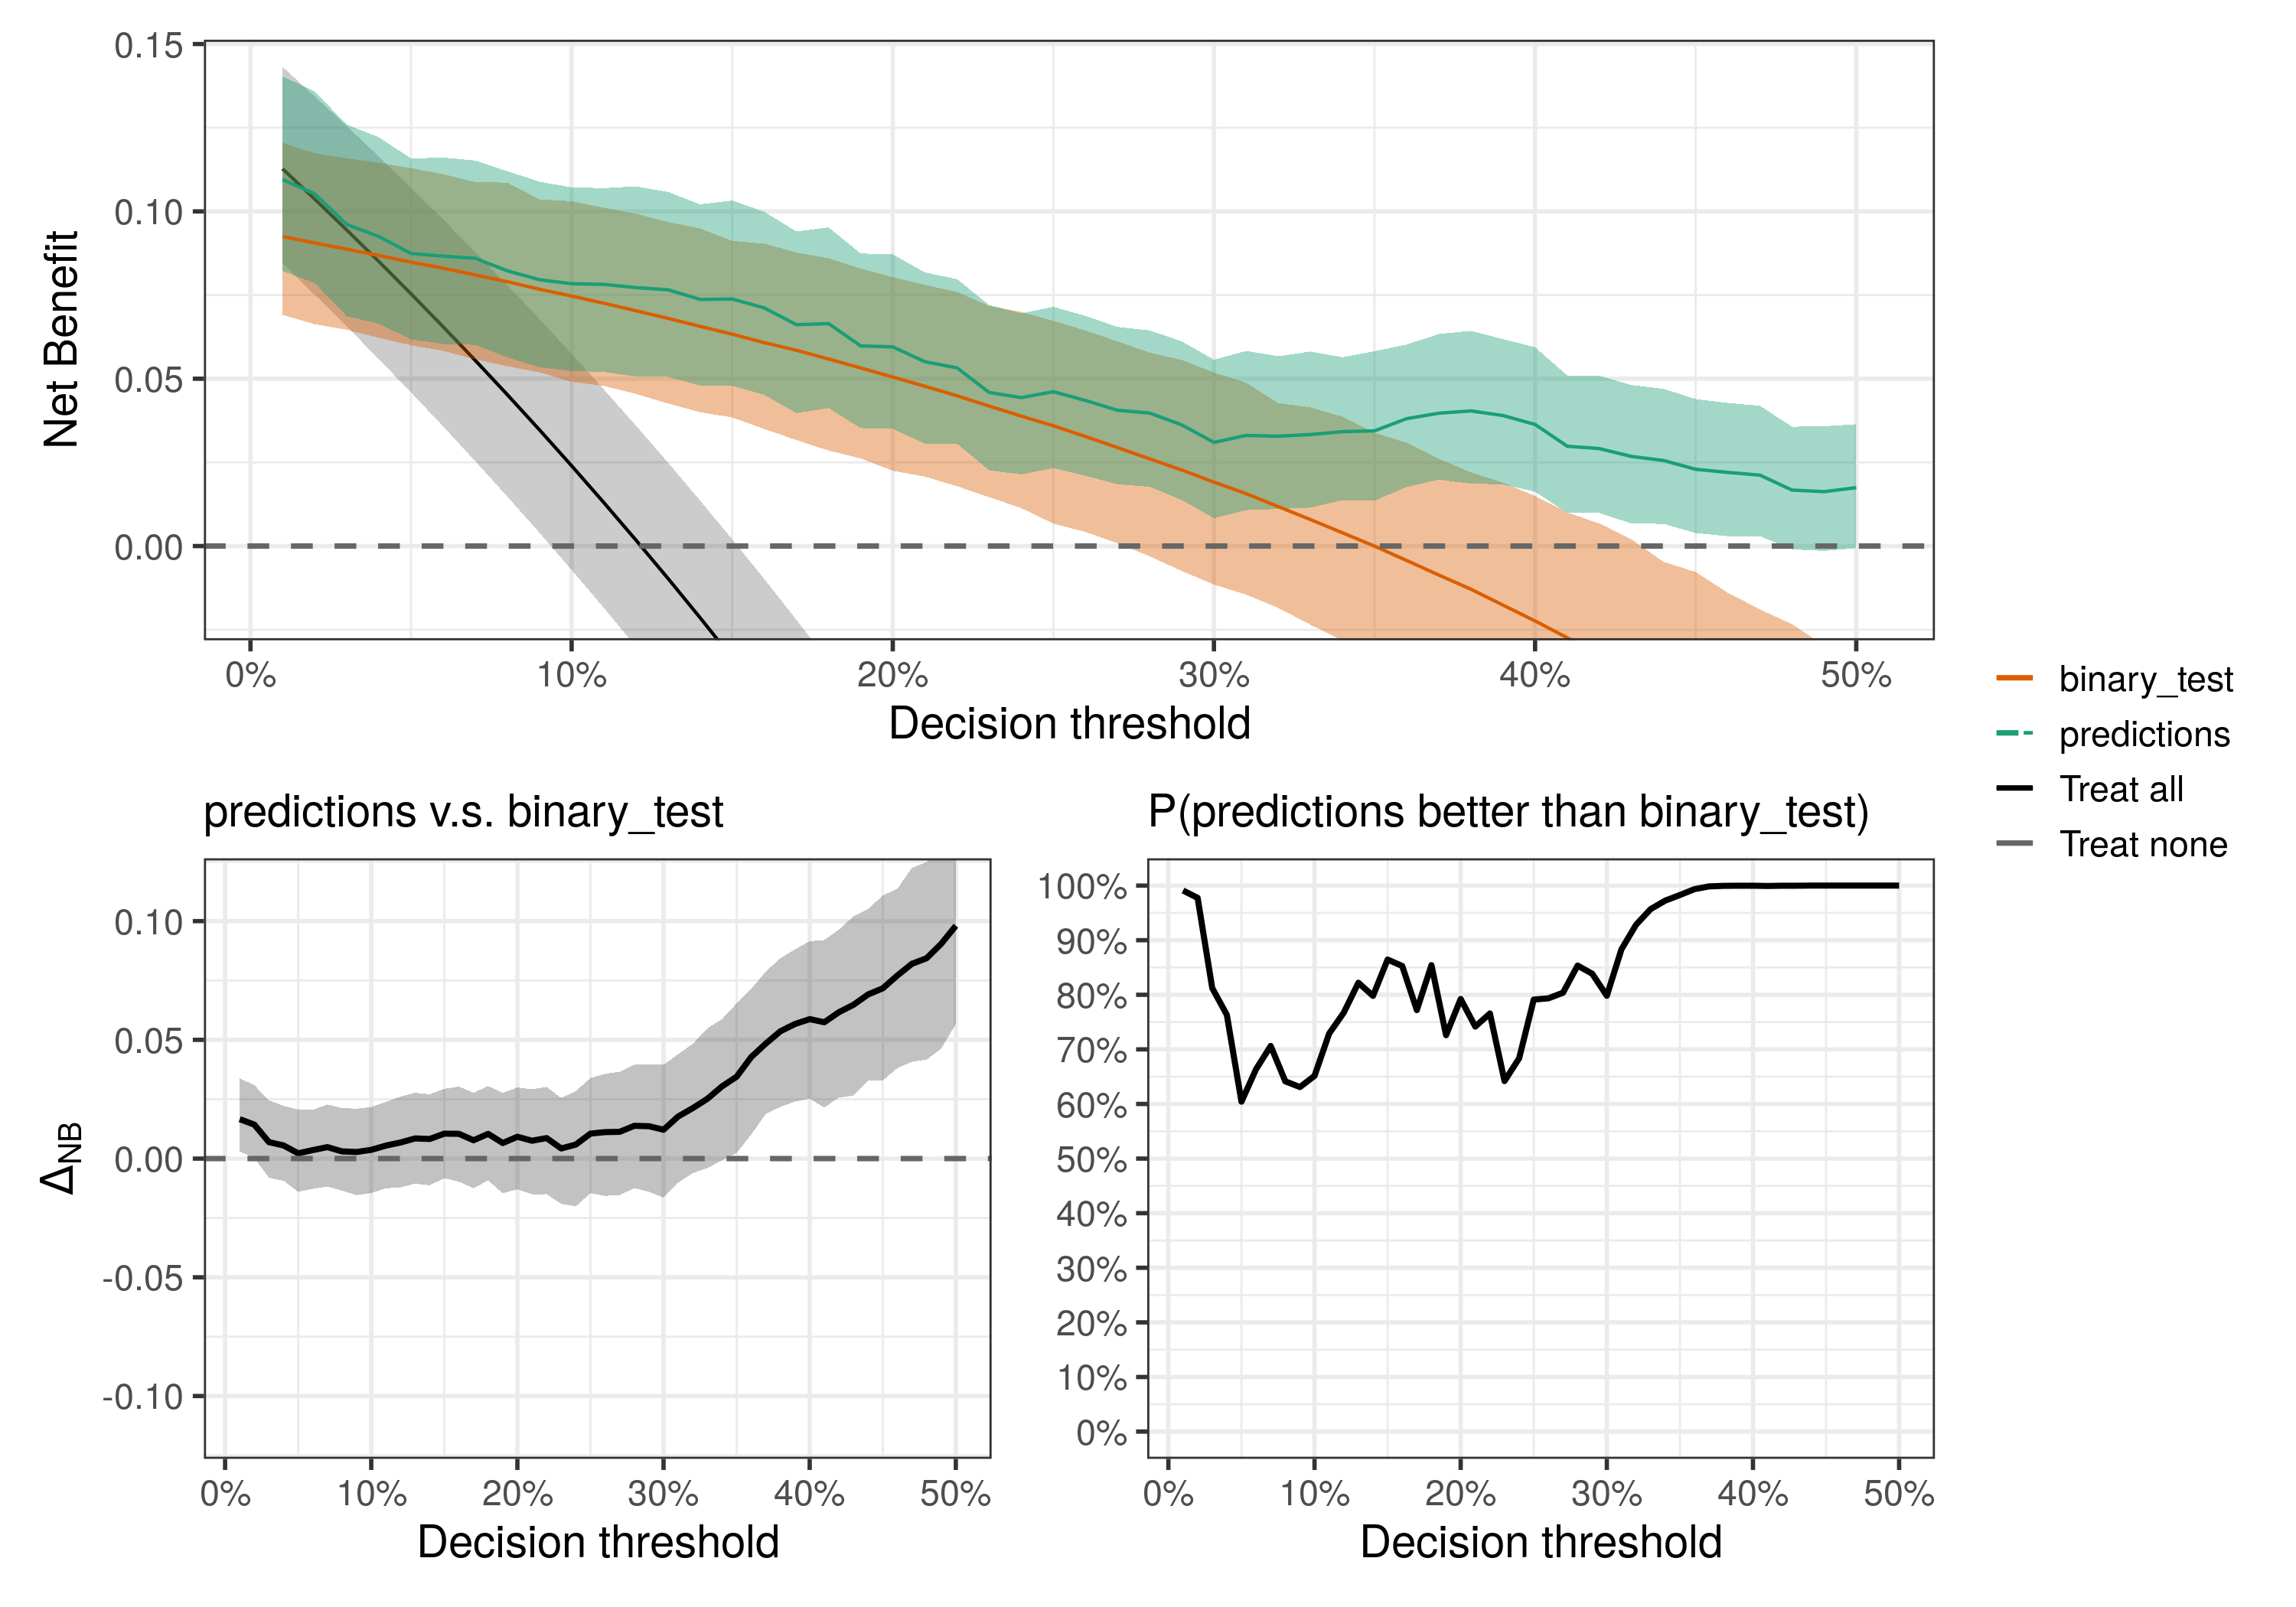 0.15
0.10
0.05
0.00
Net Benefit
0% 10% 20% 30% 40% 50%
Decision threshold
binary_test
predictions
Treat all
Treat none
predictions v.s. binary_test
0.10
0.05
0.00
-0.05
-0.10
ΔNB
0% 10% 20% 30% 40% 50%
Decision threshold
P(predictions better than binary_test)
100%
90%
80%
70%
60%
50%
40%
30%
20%
10%
0%
0% 10% 20% 30% 40% 50%
Decision threshold